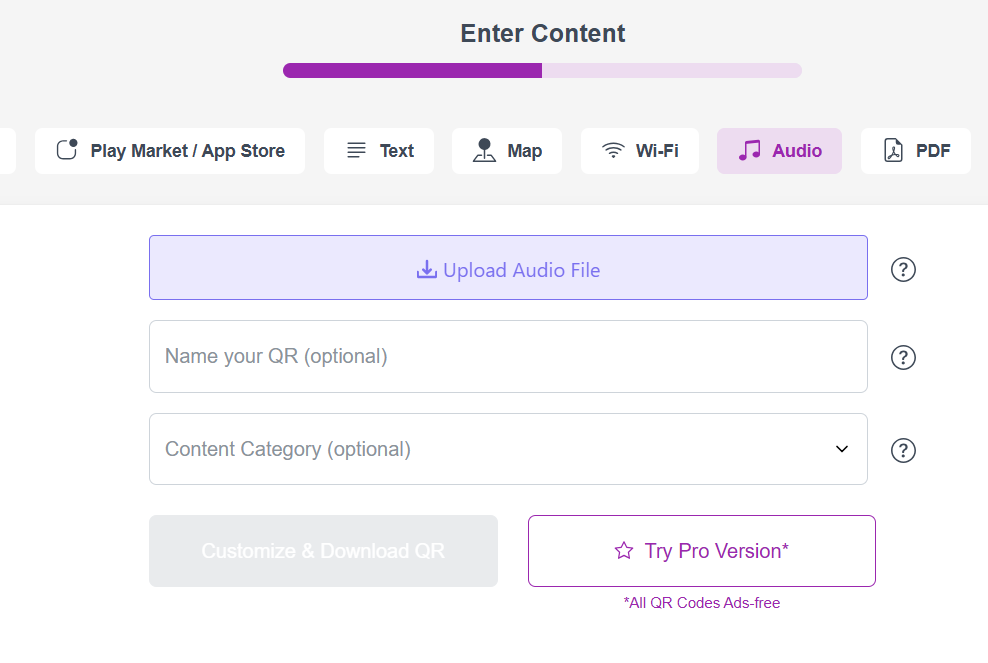 Enter Content
Play Market / App Store Text Map Wi-Fi Audio PDF
Upload Audio File ?
Name your QR (optional) ?
Content Category (optional) ?
Customize & Download QR Try Pro Version*
*All QR Codes Ads-free